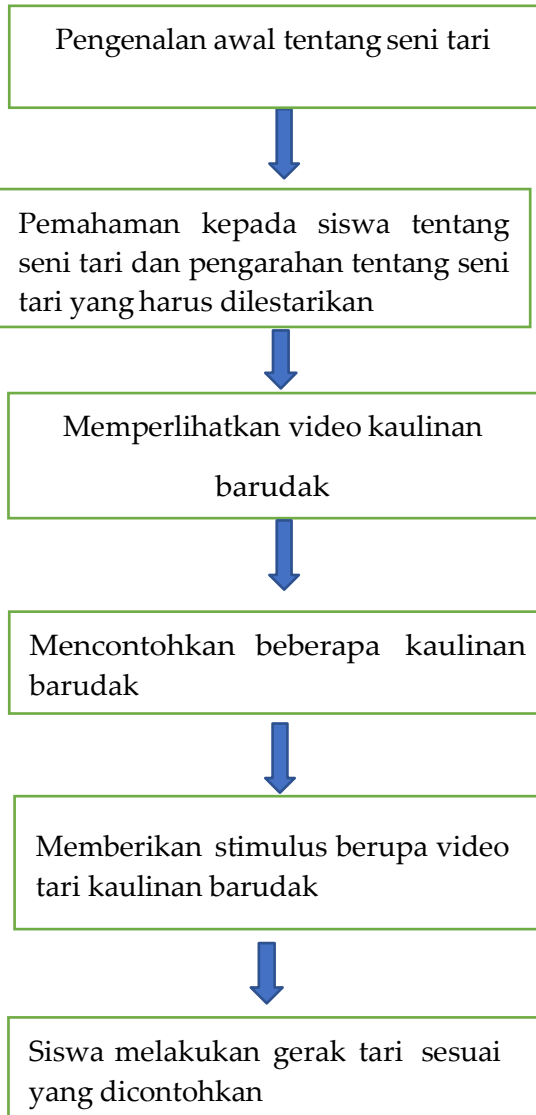 Pengenalan awal tentang seni tari
Pemahaman kepada siswa tentang
seni tari dan pengarahan tentang seni
tari yang harus dilestarikan
Memperlihatkan video kaulinan
barudak
Mencontohkan beberapa kaulinan
barudak
Memberikan stimulus berupa video
tari kaulinan barudak
Siswa melakukan gerak tari sesuai
yang dicontohkan